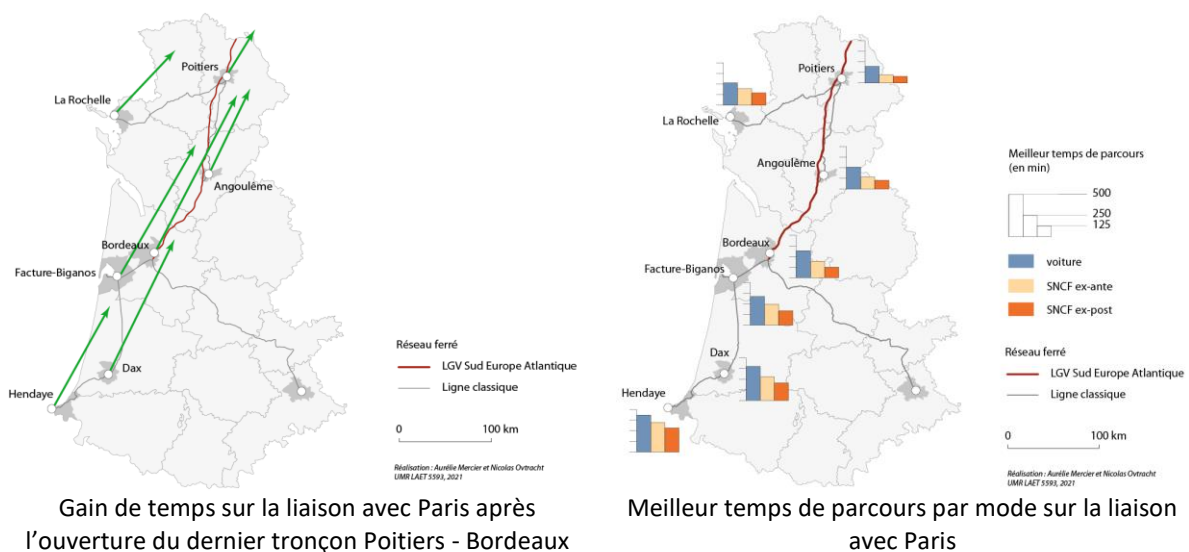 Poitiers
La Rochelle
Angoulême
Bordeaux
Facture-Biganos
Dax
Hendaye
Réseau ferré
LGV Sud Europe Atlantique
Ligne classique
0 100 km
Réalisation : Aurélie Mercier et Nicolas Ovtracht
UMR LAET 5593, 2021
Gain de temps sur la liaison avec Paris après
l’ouverture du dernier tronçon Poitiers - Bordeaux
Poitiers
La Rochelle
Angoulême
Bordeaux
Facture-Biganos
Dax
Hendaye
Meilleur temps de parcours
(en min)
500
250
125
voiture
SNCF ex-ante
SNCF ex-post
Réseau ferré
LGV Sud Europe Atlantique
Ligne classique
0 100 km
Réalisation : Aurélie Mercier et Nicolas Ovtracht
UMR LAET 5593, 2021
Meilleur temps de parcours par mode sur la liaison
avec Paris